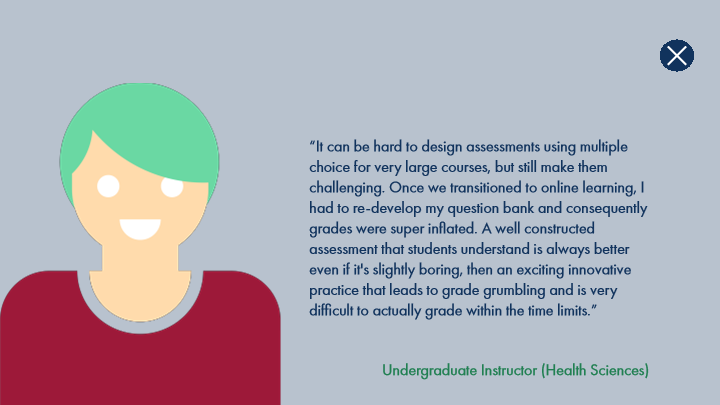 “It can be hard to design assessments using multiple
choice for very large courses, but still make them
challenging. Once we transitioned to online learning, I
had to re-develop my question bank and consequently
grades were super inflated. A well constructed
assessment that students understand is always better
even if it's slightly boring, then an exciting innovative
practice that leads to grade grumbling and is very
difficult to actually grade within the time limits.”
Undergraduate Instructor (Health Sciences)